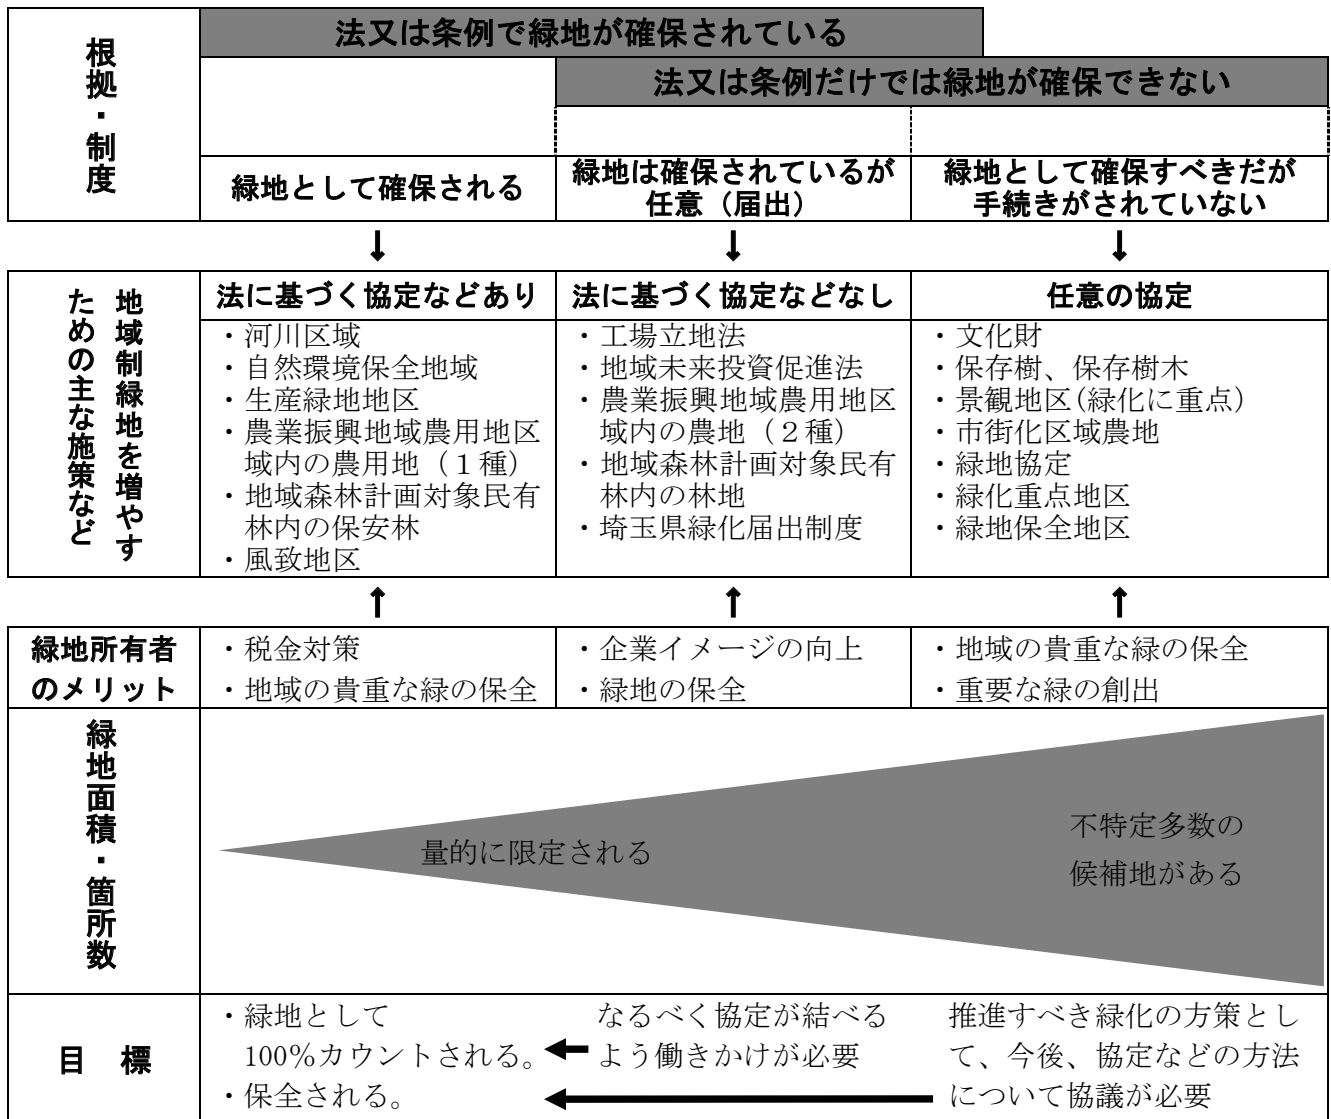 根拠・制度
法又は条例で緑地が確保されている
法又は条例だけでは緑地が確保できない
緑地として確保される
緑地は確保されているが
任意（届出）
緑地として確保すべきだが
手続きがされていない
↓ ↓ ↓
地域制緑地を増やす
ための主な施策など
法に基づく協定などあり
・河川区域
・自然環境保全地域
・生産緑地地区
・農業振興地域農用地区
域内の農用地（１種）
・地域森林計画対象民有
林内の保安林
・風致地区
法に基づく協定などなし
・工場立地法
・地域未来投資促進法
・農業振興地域農用地区
域内の農地（２種）
・地域森林計画対象民有
林内の林地
・埼玉県緑化届出制度
任意の協定
・文化財
・保存樹、保存樹木
・景観地区(緑化に重点)
・市街化区域農地
・緑地協定
・緑化重点地区
・緑地保全地区
↑ ↑ ↑
緑地所有者
のメリット
・税金対策
・地域の貴重な緑の保全
・企業イメージの向上
・緑地の保全
・地域の貴重な緑の保全
・重要な緑の創出
緑地面積・箇所数
量的に限定される
不特定多数の
候補地がある
目　標
・緑地として
100％カウントされる。
・保全される。
なるべく協定が結べる
よう働きかけが必要
推進すべき緑化の方策とし
て、今後、協定などの方法
について協議が必要